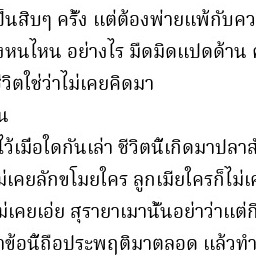 ป็นสิบๆ ครั้ง แต่ต้องพ่ายแพ้กับคว
งหนไหน อย่างไร มืดมิดแปดด้าน
ชีวิตใช่ว่าไม่เคยคิดมา
น
ไว้เมื่อใดกันเล่า ชีวิตนี้เกิดมาปลาสั
ไม่เคยลักขโมยใคร ลูกเมียใครก็ไม่เค
ไม่เคยเอ่ย สุรายาเมานั้นอย่าว่าแต่กิ
าข้อนี้ถือประพฤติมาตลอด แล้วทำ